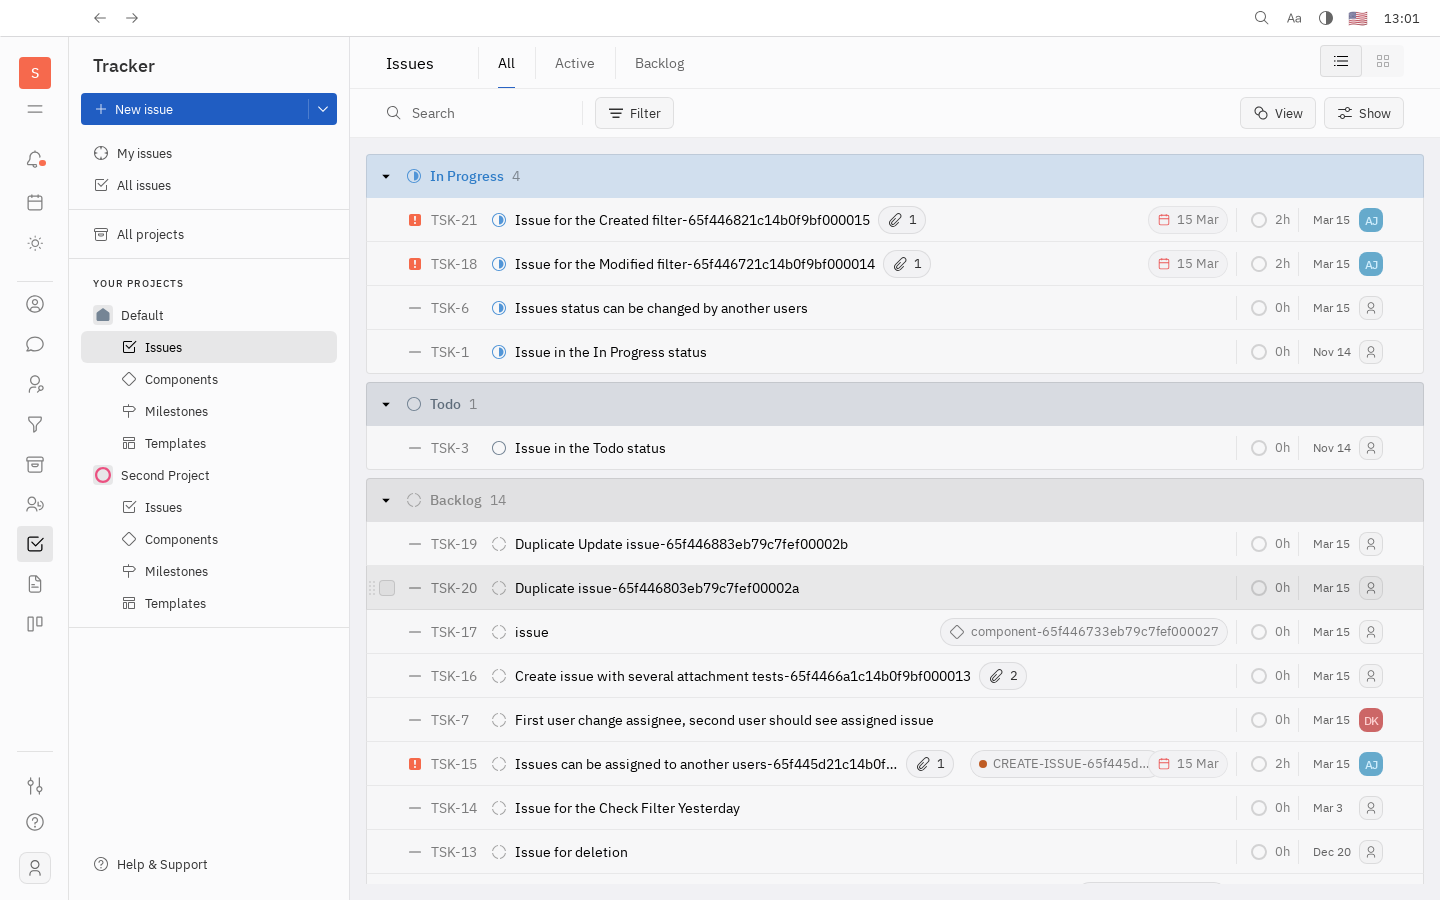 Aa 13:01
S
Tracker
New issue
My issues
All issues
All projects
YOUR PROJECTS
Default
Issues
Components
Milestones
Templates
Second Project
Issues
Components
Milestones
Templates
Help & Support
Issues All Active Backlog
Search Filter View Show
In Progress 4
TSK-21 Issue for the Created filter-65f446821c14b0f9bf000015 1 15 Mar 2h Mar 15 AJ
TSK-18 Issue for the Modified filter-65f446721c14b0f9bf000014 1 15 Mar 2h Mar 15 AJ
TSK-6 Issues status can be changed by another users 0h Mar 15
TSK-1 Issue in the In Progress status 0h Nov 14
Todo 1
TSK-3 Issue in the Todo status 0h Nov 14
Backlog 14
TSK-19 Duplicate Update issue-65f446883eb79c7fef00002b 0h Mar 15
TSK-20 Duplicate issue-65f446803eb79c7fef00002a 0h Mar 15
TSK-17 issue component-65f446733eb79c7fef000027 0h Mar 15
TSK-16 Create issue with several attachment tests-65f4466a1c14b0f9bf000013 2 0h Mar 15
TSK-7 First user change assignee, second user should see assigned issue 0h Mar 15 DK
TSK-15 Issues can be assigned to another users-65f445d21c14b0f... 1 CREATE-ISSUE-65f445d... 15 Mar 2h Mar 15 AJ
TSK-14 Issue for the Check Filter Yesterday 0h Mar 3
TSK-13 Issue for deletion 0h Dec 20